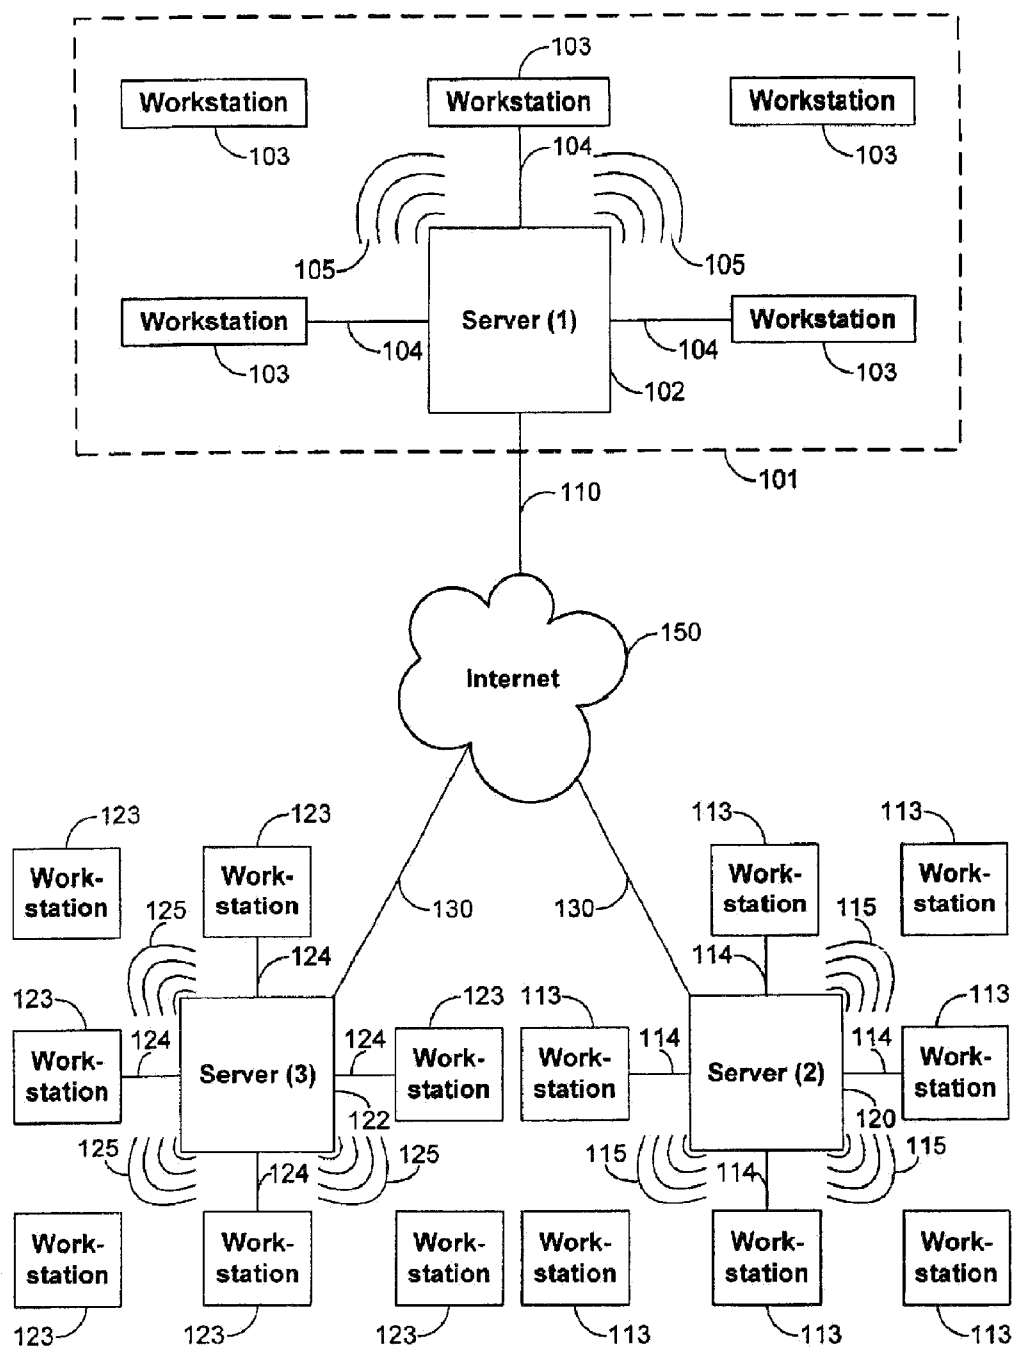 103
Workstation
Workstation
Workstation
103
104
103
105
105
Workstation
Server (1)
Workstation
104
104
103
102
103
101
110
150
Internet
123
123
113
113
Work-
station
Work-
station
Work-
station
Work-
station
125
130
130
115
124
114
123
123
113
113
Work-
station
124
Server (3)
124
Work-
station
Work-
station
114
Server (2)
114
Work-
station
122
120
125
124
125
115
114
115
Work-
station
Work-
station
Work-
station
Work-
station
Work-
station
Work-
station
123
123
123
113
113
113